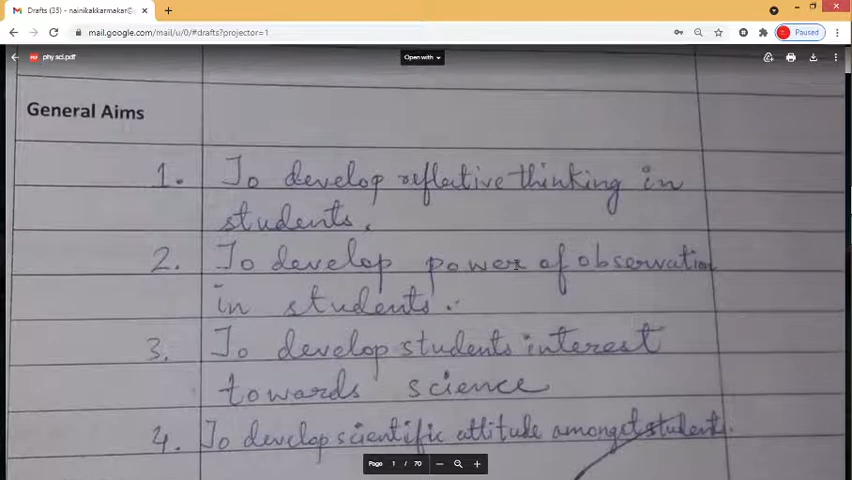 Drafts (35) - nainikakkarmakar@
mail.google.com/mail/u/0/#drafts?projector=1
Paused
phy sci.pdf
Open with
General Aims
1. To develop reflective thinking in
students.
2. To develop power of observation
in students.
3. To develop students interest
towards science
4. To develop scientific attitude amongst students.
Page 1 / 70